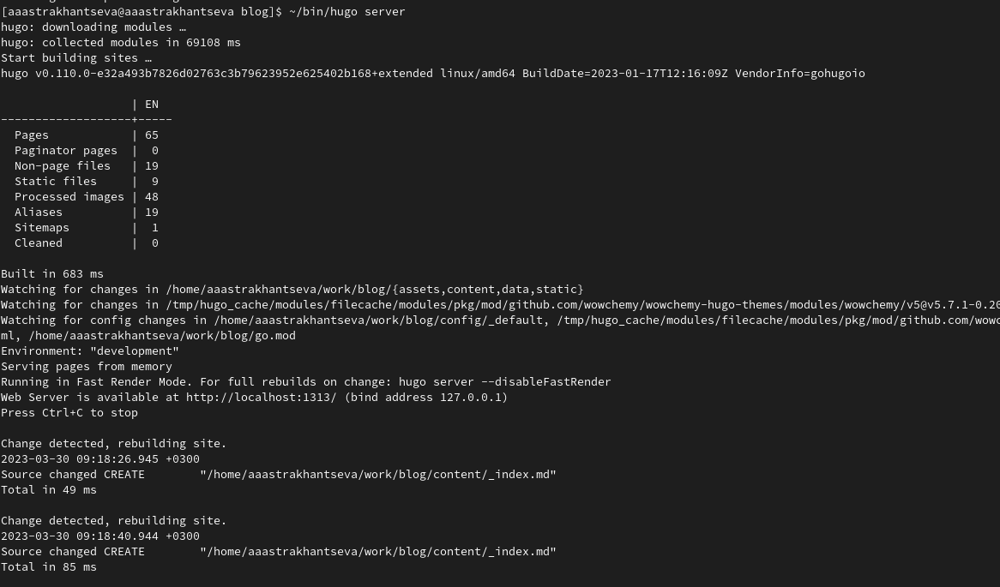 [aaastrakhantseva@aaastrakhantseva blog]$ ~/bin/hugo server
hugo: downloading modules …
hugo: collected modules in 69108 ms
Start building sites …
hugo v0.110.0-e32a493b7826d02763c3b79623952e625402b168+extended linux/amd64 BuildDate=2023-01-17T12:16:09Z VendorInfo=gohugoio
                   | EN
-------------------+-----
  Pages            | 65
  Paginator pages  |  0
  Non-page files   | 19
  Static files     |  9
  Processed images | 48
  Aliases          | 19
  Sitemaps         |  1
  Cleaned          |  0
Built in 683 ms
Watching for changes in /home/aaastrakhantseva/work/blog/{assets,content,data,static}
Watching for changes in /tmp/hugo_cache/modules/filecache/modules/pkg/mod/github.com/wowchemy/wowchemy-hugo-themes/modules/wowchemy/v5@v5.7.1-0.20
Watching for config changes in /home/aaastrakhantseva/work/blog/config/_default, /tmp/hugo_cache/modules/filecache/modules/pkg/mod/github.com/wowc
ml, /home/aaastrakhantseva/work/blog/go.mod
Environment: "development"
Serving pages from memory
Running in Fast Render Mode. For full rebuilds on change: hugo server --disableFastRender
Web Server is available at http://localhost:1313/ (bind address 127.0.0.1)
Press Ctrl+C to stop
Change detected, rebuilding site.
2023-03-30 09:18:26.945 +0300
Source changed CREATE        "/home/aaastrakhantseva/work/blog/content/_index.md"
Total in 49 ms
Change detected, rebuilding site.
2023-03-30 09:18:40.944 +0300
Source changed CREATE        "/home/aaastrakhantseva/work/blog/content/_index.md"
Total in 85 ms